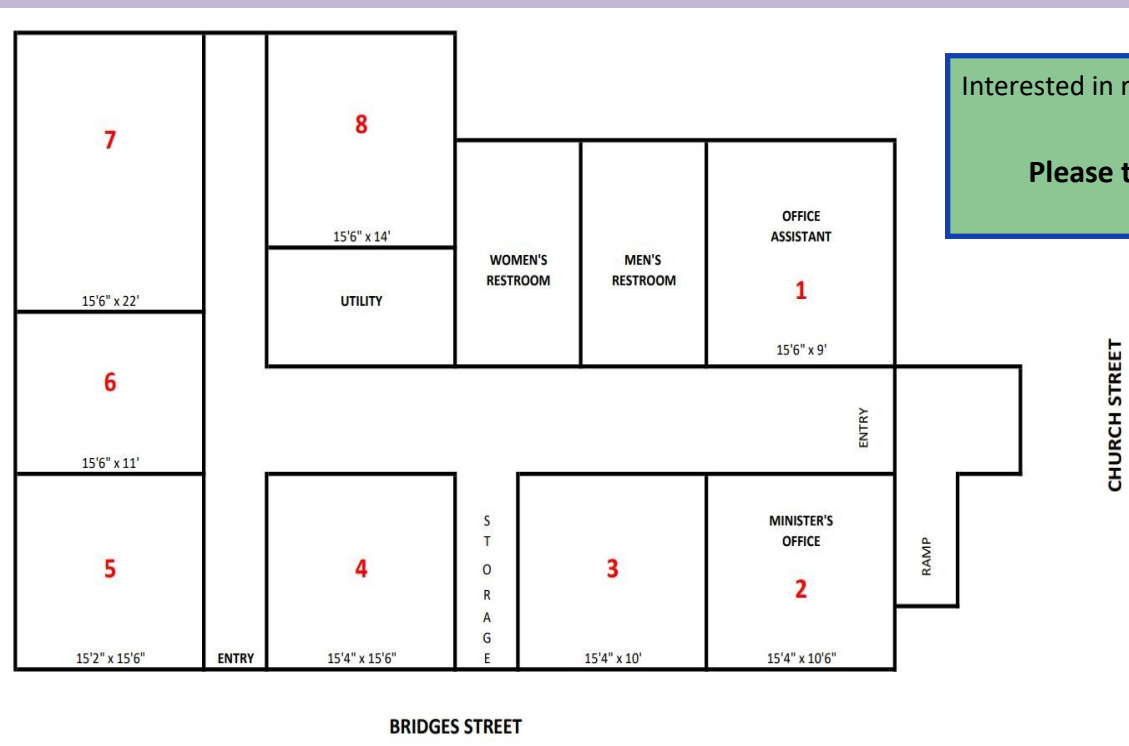 Interested in
Please
7
15'6" x 22'
8
15'6" x 14'
UTILITY
WOMEN'S
RESTROOM
MEN'S
RESTROOM
OFFICE
ASSISTANT
1
15'6" x 9'
6
15'6" x 11'
ENTRY
CHURCH STREET
5
15'2" x 15'6"
ENTRY
4
15'4" x 15'6"
STORAGE
3
15'4" x 10'
MINISTER'S
OFFICE
2
15'4" x 10'6"
RAMP
BRIDGES STREET